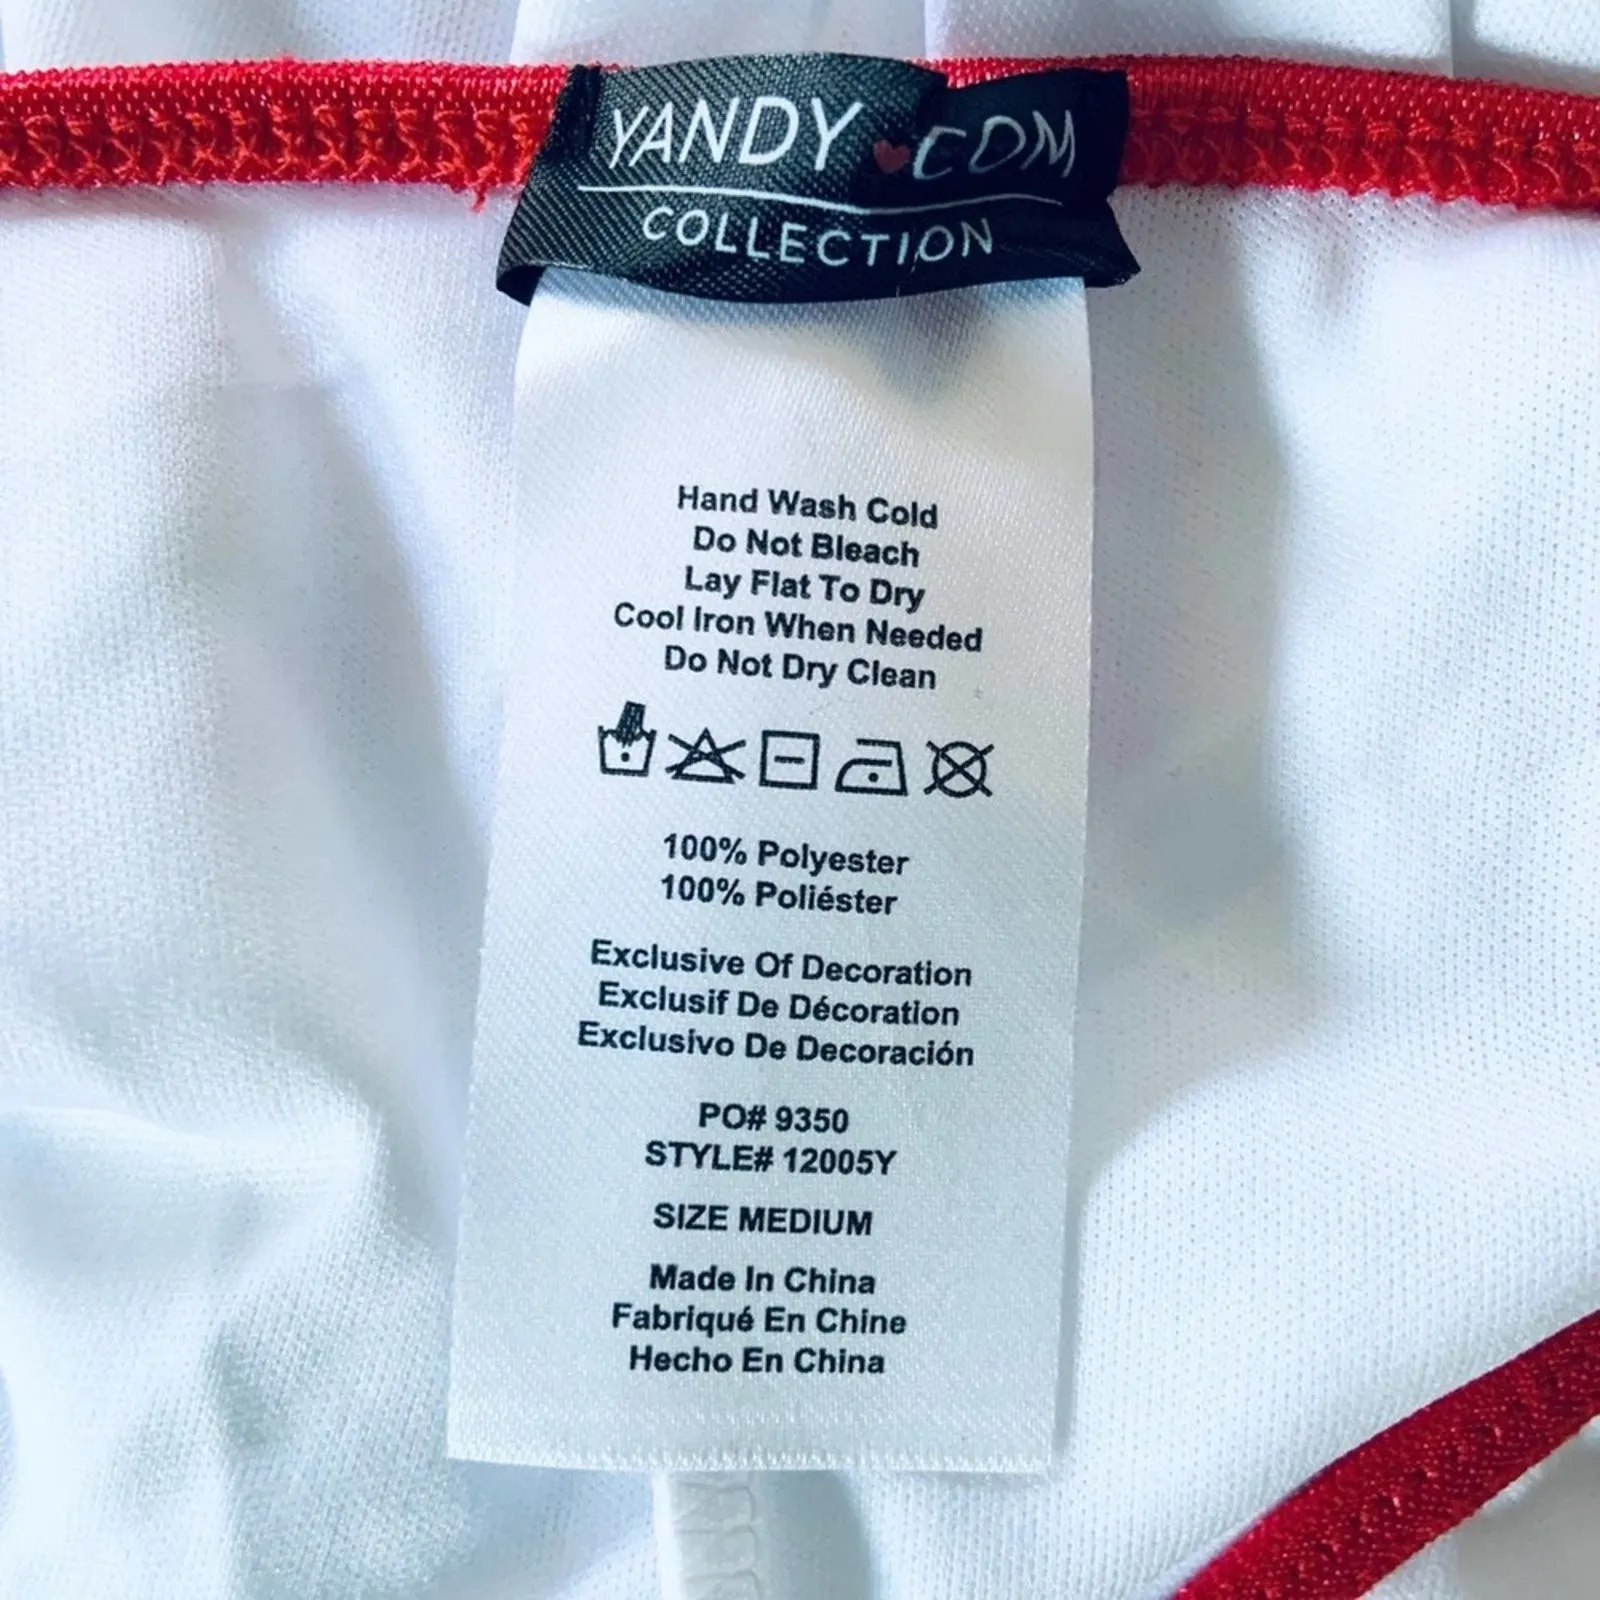 YANDY.COM
COLLECTION
Hand Wash Cold
Do Not Bleach
Lay Flat To Dry
Cool Iron When Needed
Do Not Dry Clean
100% Polyester
100% Poliéster
Exclusive Of Decoration
Exclusif De Décoration
Exclusivo De Decoración
PO# 9350
STYLE# 12005Y
SIZE MEDIUM
Made In China
Fabriqué En Chine
Hecho En China